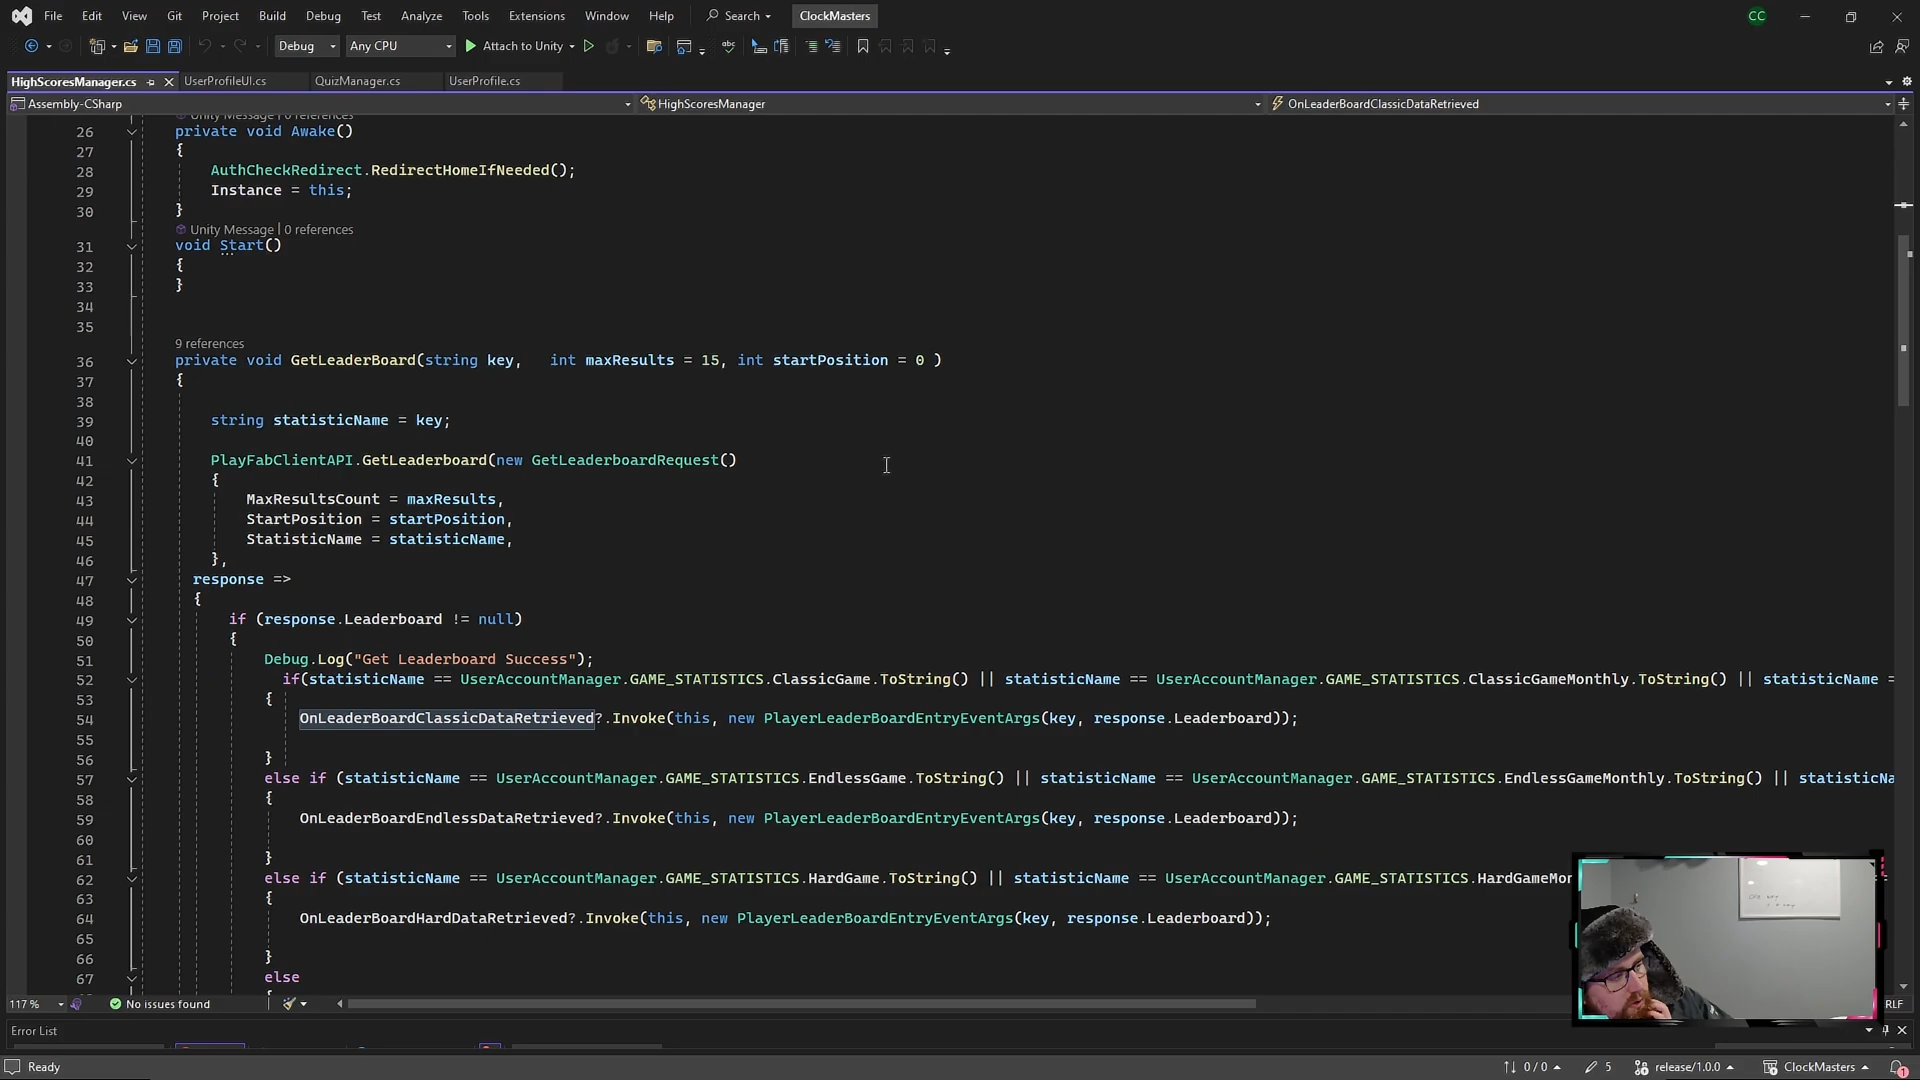 File Edit View Git Project Build Debug Test Analyze Tools Extensions Window Help Search ClockMasters CC
Debug Any CPU Attach to Unity
HighScoresManager.cs UserProfileUI.cs QuizManager.cs UserProfile.cs
Assembly-CSharp HighScoresManager OnLeaderBoardClassicDataRetrieved
Unity Message | 0 references
26 private void Awake()
27 {
28 AuthCheckRedirect.RedirectHomeIfNeeded();
29 Instance = this;
30 }
Unity Message | 0 references
31 void Start()
32 {
33 }
34
35
9 references
36 private void GetLeaderBoard(string key, int maxResults = 15, int startPosition = 0 )
37 {
38
39 string statisticName = key;
40
41 PlayFabClientAPI.GetLeaderboard(new GetLeaderboardRequest()
42 {
43 MaxResultsCount = maxResults,
44 StartPosition = startPosition,
45 StatisticName = statisticName,
46 },
47 response =>
48 {
49 if (response.Leaderboard != null)
50 {
51 Debug.Log("Get Leaderboard Success");
52 if(statisticName == UserAccountManager.GAME_STATISTICS.ClassicGame.ToString() || statisticName == UserAccountManager.GAME_STATISTICS.ClassicGameMonthly.ToString() || statisticName =
53 {
54 OnLeaderBoardClassicDataRetrieved?.Invoke(this, new PlayerLeaderBoardEntryEventArgs(key, response.Leaderboard));
55
56 }
57 else if (statisticName == UserAccountManager.GAME_STATISTICS.EndlessGame.ToString() || statisticName == UserAccountManager.GAME_STATISTICS.EndlessGameMonthly.ToString() || statisticNa
58 {
59 OnLeaderBoardEndlessDataRetrieved?.Invoke(this, new PlayerLeaderBoardEntryEventArgs(key, response.Leaderboard));
60
61 }
62 else if (statisticName == UserAccountManager.GAME_STATISTICS.HardGame.ToString() || statisticName == UserAccountManager.GAME_STATISTICS.HardGameMon
63 {
64 OnLeaderBoardHardDataRetrieved?.Invoke(this, new PlayerLeaderBoardEntryEventArgs(key, response.Leaderboard));
65
66 }
67 else
117 % No issues found RLF
Error List
Ready 0 / 0 5 release/1.0.0 ClockMasters 1